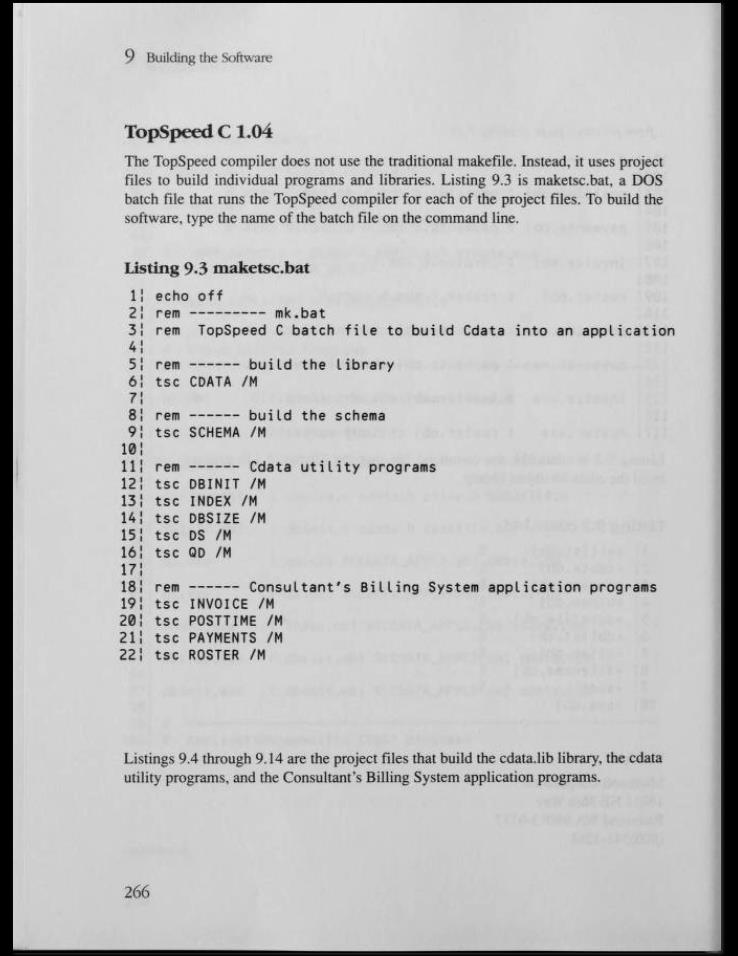 9 Building the Software
TopSpeed C 1.04
The TopSpeed compiler does not use the traditional makefile. Instead, it uses project
files to build individual programs and libraries. Listing 9.3 is maketsc.bat, a DOS
batch file that runs the TopSpeed compiler for each of the project files. To build the
software, type the name of the batch file on the command line.
Listing 9.3 maketsc.bat
1¦ echo off
2¦ rem --------- mk.bat
3¦ rem  TopSpeed C batch file to build Cdata into an application
4¦
5¦ rem ------ build the library
6¦ tsc CDATA /M
7¦
8¦ rem ------ build the schema
9¦ tsc SCHEMA /M
10¦
11¦ rem ------ Cdata utility programs
12¦ tsc DBINIT /M
13¦ tsc INDEX /M
14¦ tsc DBSIZE /M
15¦ tsc DS /M
16¦ tsc QD /M
17¦
18¦ rem ------ Consultant's Billing System application programs
19¦ tsc INVOICE /M
20¦ tsc POSTTIME /M
21¦ tsc PAYMENTS /M
22¦ tsc ROSTER /M
Listings 9.4 through 9.14 are the project files that build the cdata.lib library, the cdata
utility programs, and the Consultant's Billing System application programs.
266